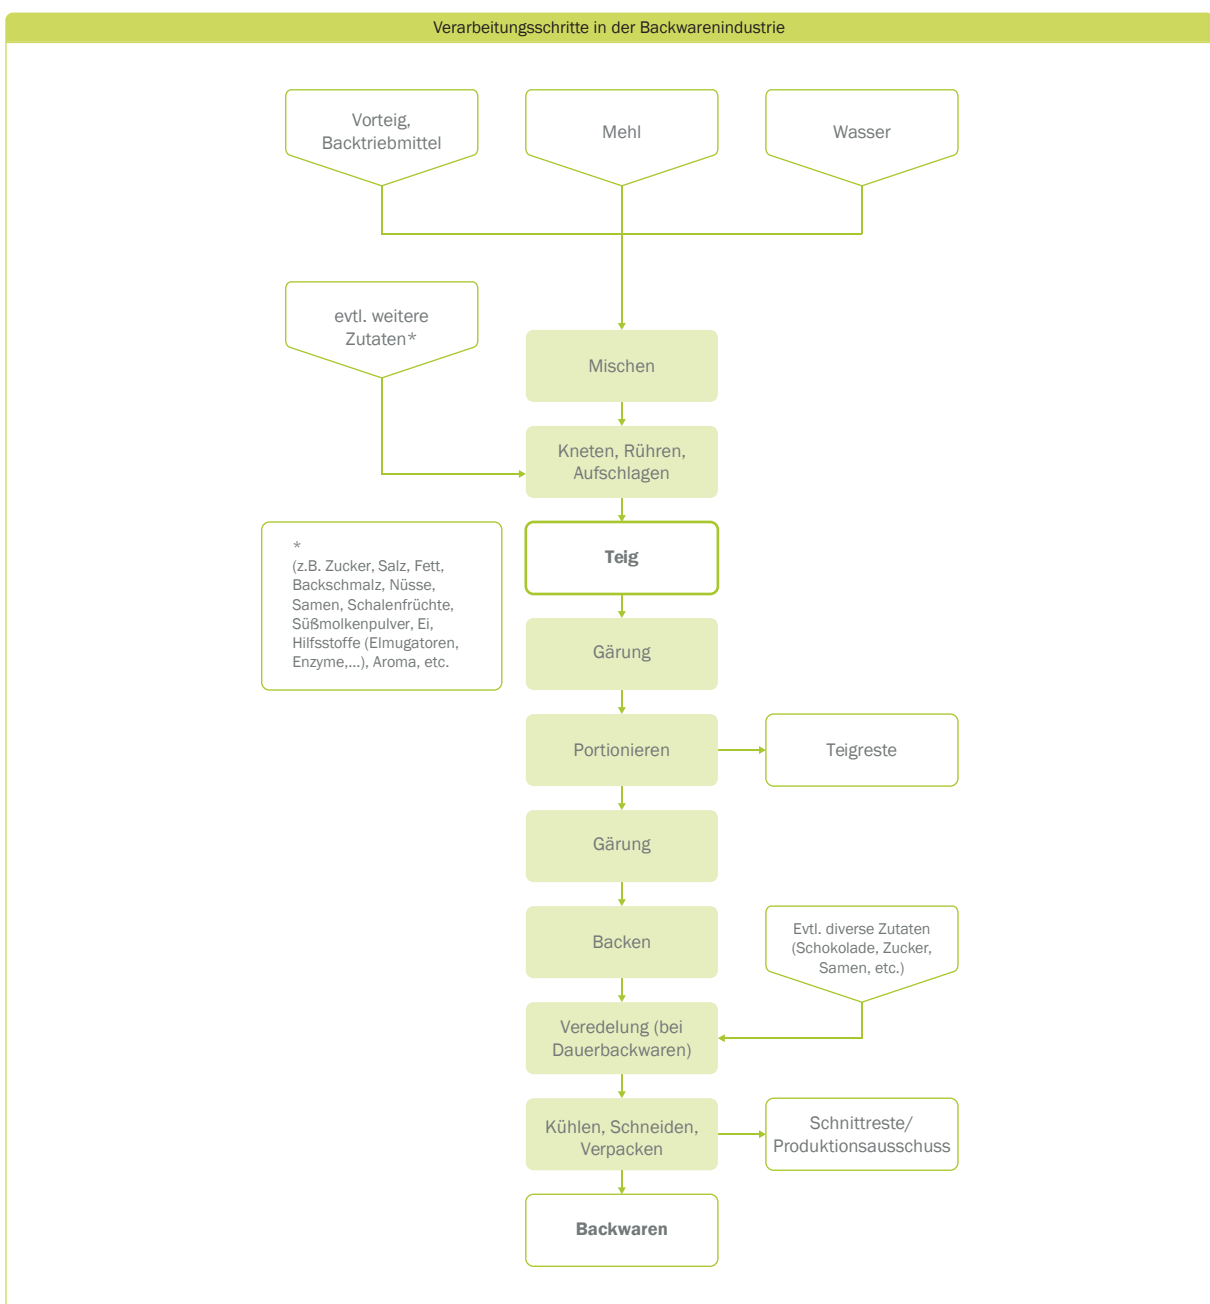 Verarbeitungsschritte in der Backwarenindustrie
Vorteig,
Backtriebmittel
Mehl
Wasser
evtl. weitere
Zutaten*
Mischen
Kneten, Rühren,
Aufschlagen
*
(z.B. Zucker, Salz, Fett,
Backschmalz, Nüsse,
Samen, Schalenfrüchte,
Süßmolkenpulver, Ei,
Hilfsstoffe (Elmugatoren,
Enzyme,...), Aroma, etc.
Teig
Gärung
Portionieren
Teigreste
Gärung
Backen
Evtl. diverse Zutaten
(Schokolade, Zucker,
Samen, etc.)
Veredelung (bei
Dauerbackwaren)
Kühlen, Schneiden,
Verpacken
Schnittreste/
Produktionsausschuss
Backwaren